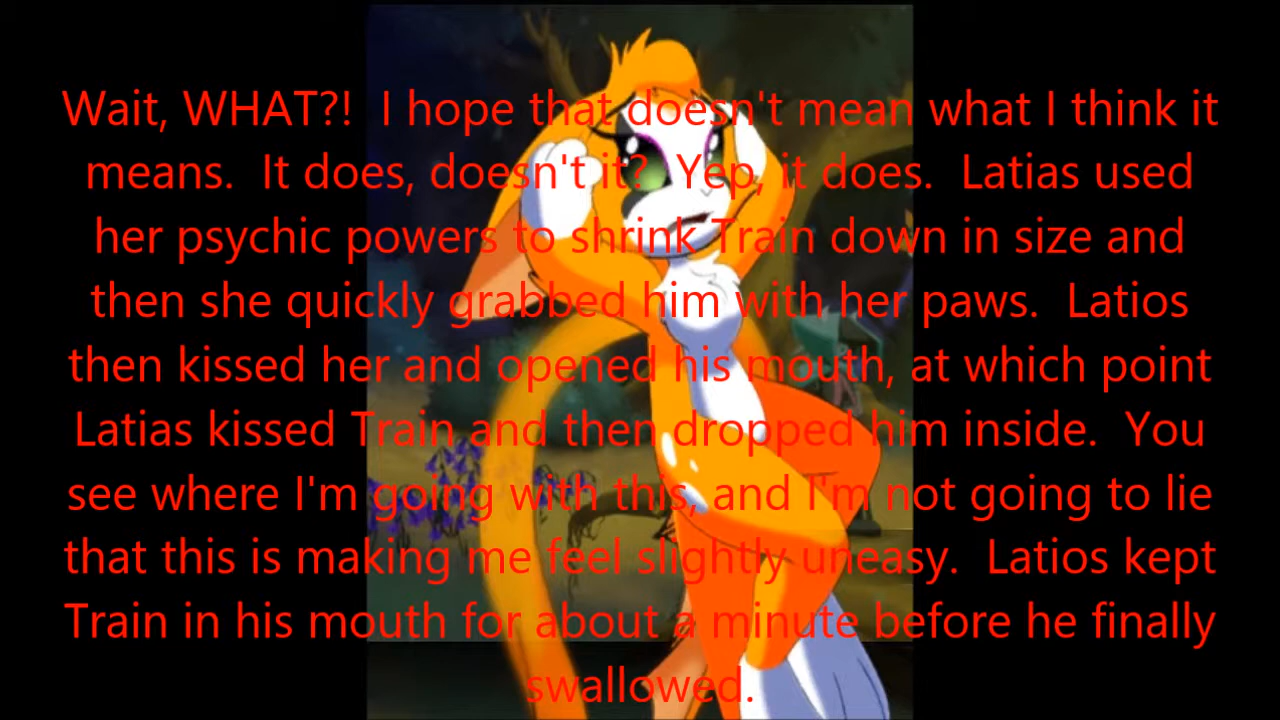 Wait, WHAT?!  I hope that doesn't mean what I think it
means.  It does, doesn't it?  Yep, it does.  Latias used
her psychic powers to shrink Train down in size and
then she quickly grabbed him with her paws.  Latios
then kissed her and opened his mouth, at which point
Latias kissed Train and then dropped him inside.  You
see where I'm going with this, and I'm not going to lie
that this is making me feel slightly uneasy.  Latios kept
Train in his mouth for about a minute before he finally
swallowed.